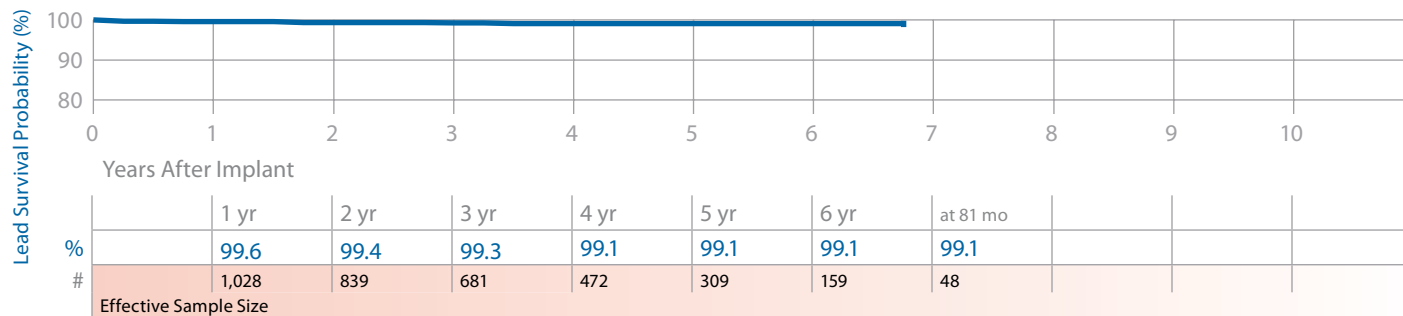 Lead Survival Probability (%)
100
90
80
0 1 2 3 4 5 6 7 8 9 10
Years After Implant
1 yr 2 yr 3 yr 4 yr 5 yr 6 yr at 81 mo
% 99.6 99.4 99.3 99.1 99.1 99.1 99.1
# 1,028 839 681 472 309 159 48
Effective Sample Size